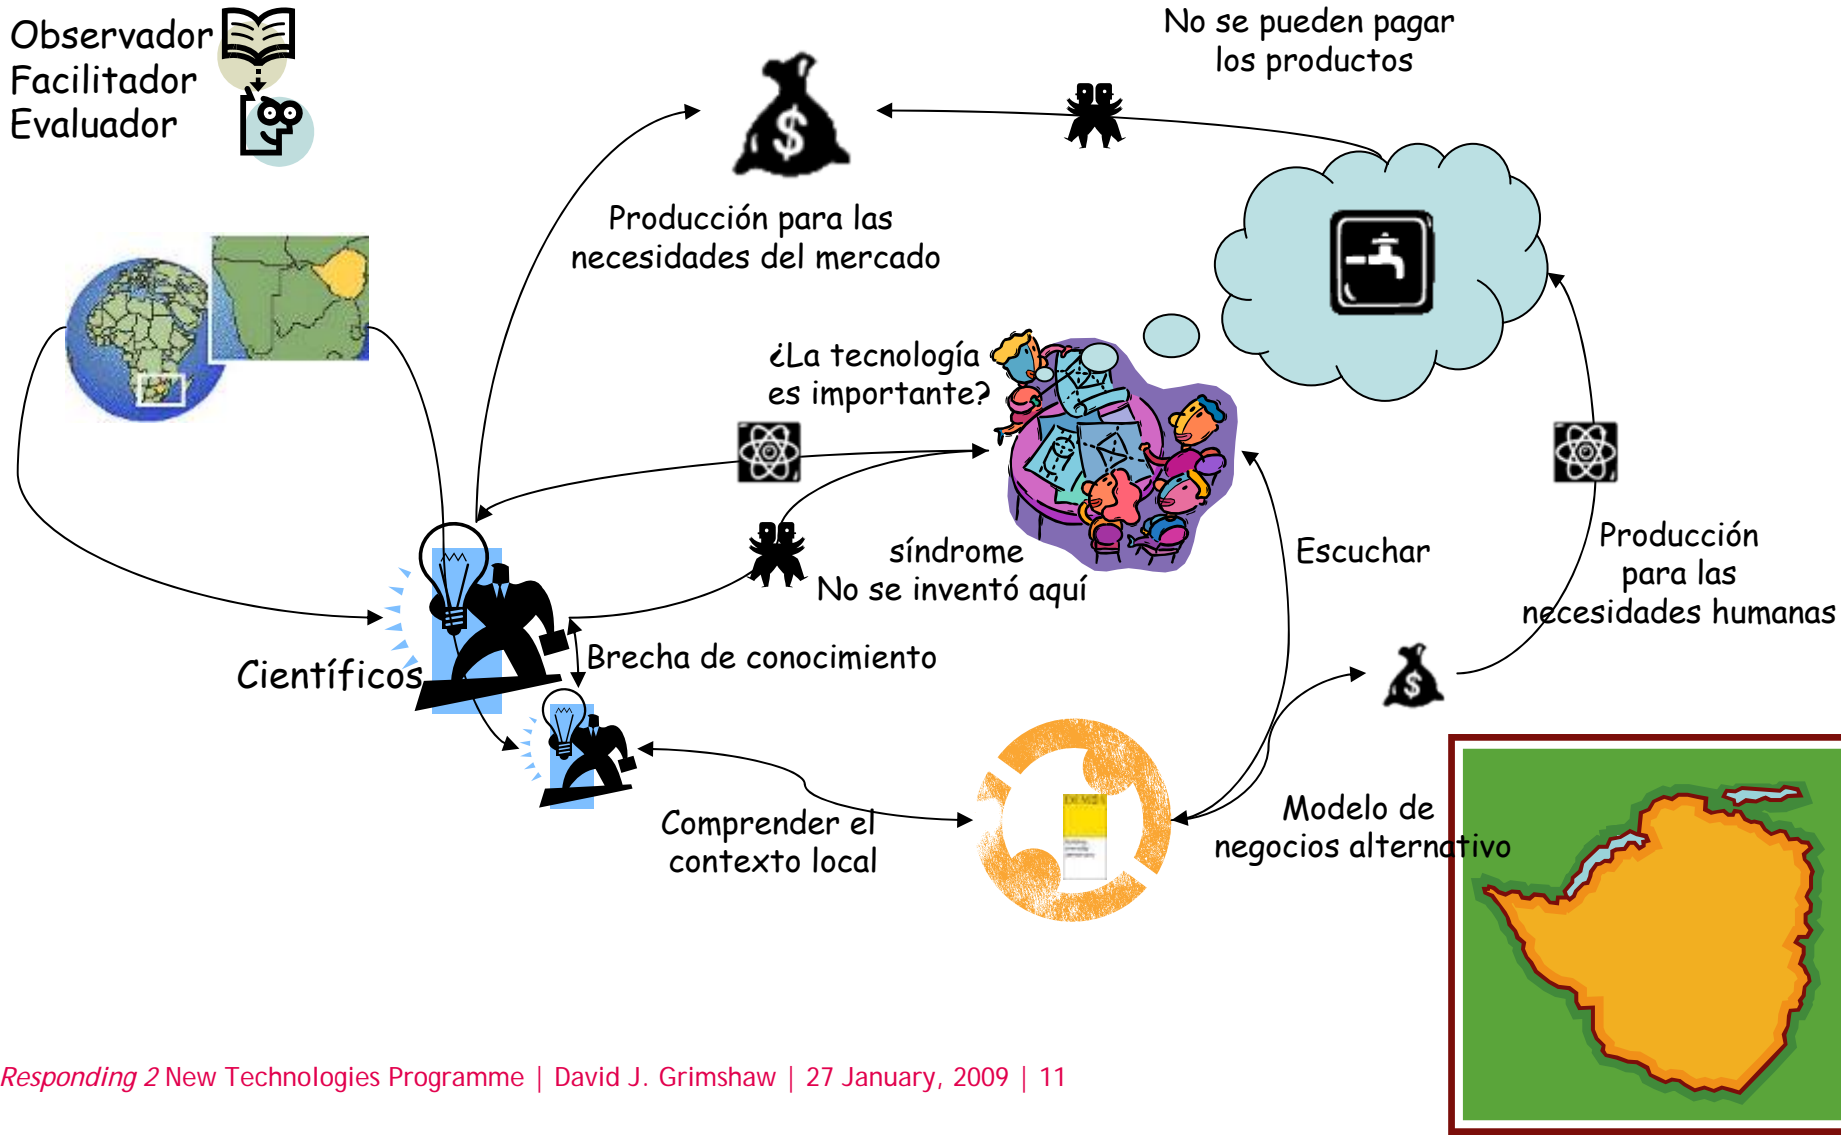 Observador
Facilitador
Evaluador
No se pueden pagar
los productos
$
Producción para las
necesidades del mercado
¿La tecnología
es importante?
síndrome
No se inventó aquí
Escuchar
Producción
para las
necesidades humanas
Científicos
Brecha de conocimiento
$
Comprender el
contexto local
Modelo de
negocios alternativo
Responding 2 New Technologies Programme | David J. Grimshaw | 27 January, 2009 | 11